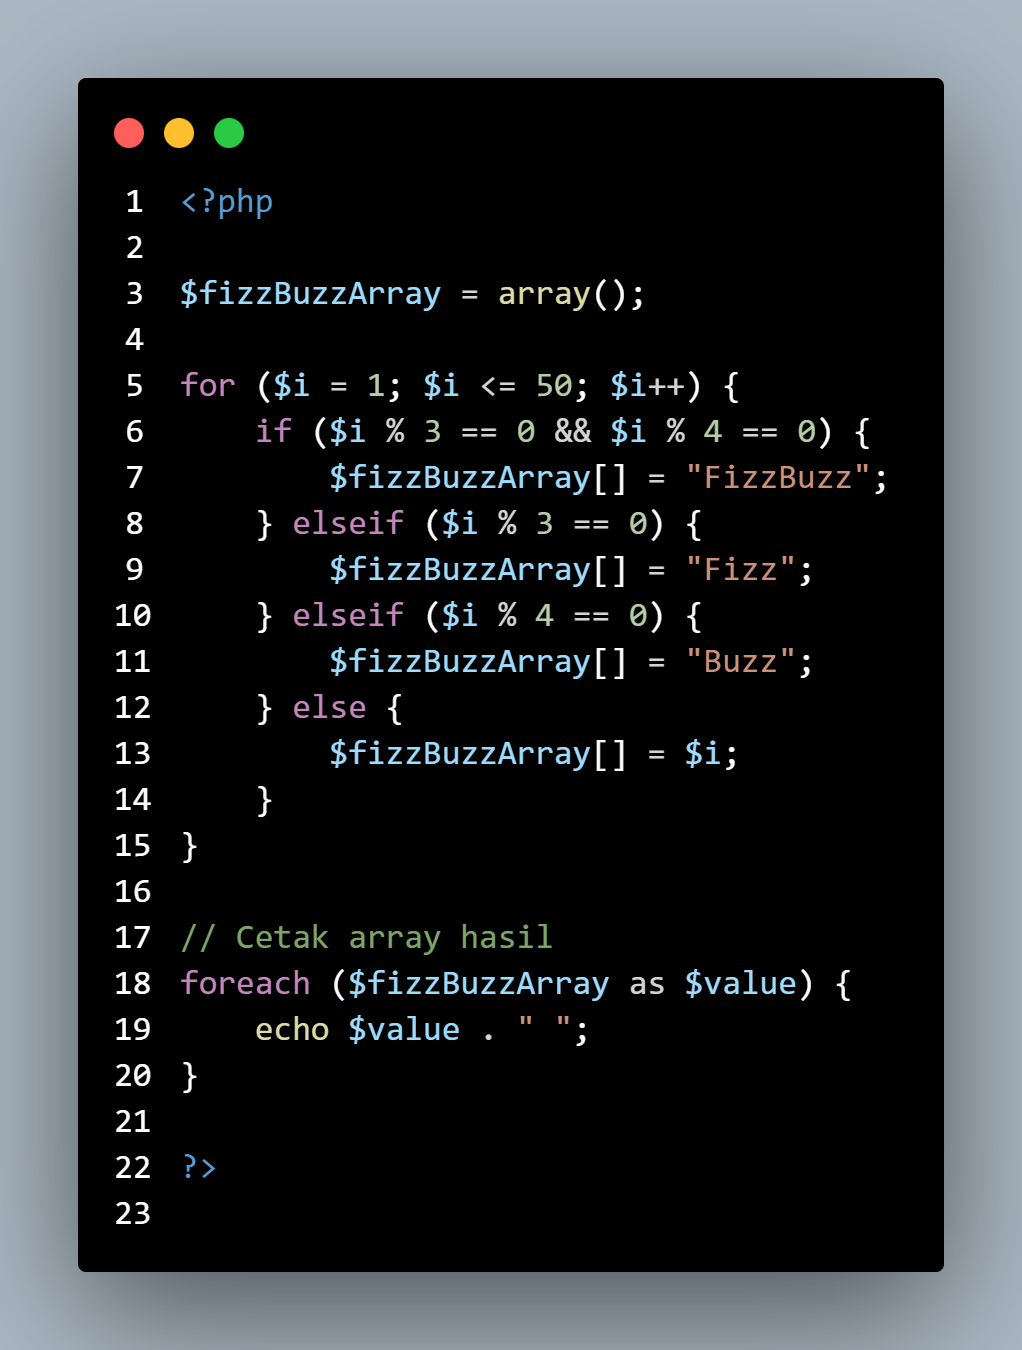 1 <?php
2
3 $fizzBuzzArray = array();
4
5 for ($i = 1; $i <= 50; $i++) {
6     if ($i % 3 == 0 && $i % 4 == 0) {
7         $fizzBuzzArray[] = "FizzBuzz";
8     } elseif ($i % 3 == 0) {
9         $fizzBuzzArray[] = "Fizz";
10     } elseif ($i % 4 == 0) {
11         $fizzBuzzArray[] = "Buzz";
12     } else {
13         $fizzBuzzArray[] = $i;
14     }
15 }
16
17 // Cetak array hasil
18 foreach ($fizzBuzzArray as $value) {
19     echo $value . " ";
20 }
21
22 ?>
23